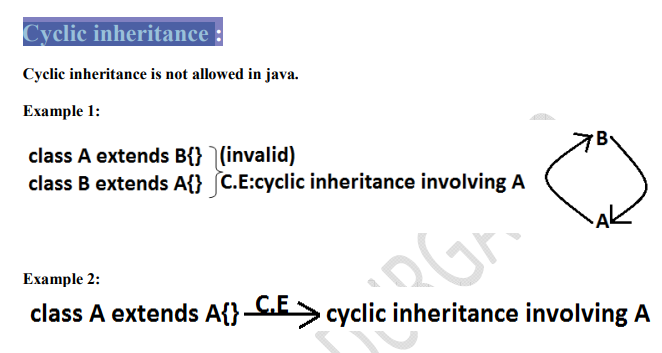 Cyclic inheritance :
Cyclic inheritance is not allowed in java.
Example 1:
class A extends B{} (invalid)
class B extends A{} C.E:cyclic inheritance involving A
B
A
Example 2:
class A extends A{} C.E cyclic inheritance involving A